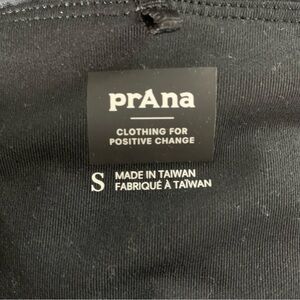 prAna
CLOTHING FOR
POSITIVE CHANGE
S MADE IN TAIWAN
FABRIQUÉ À TAÏWAN